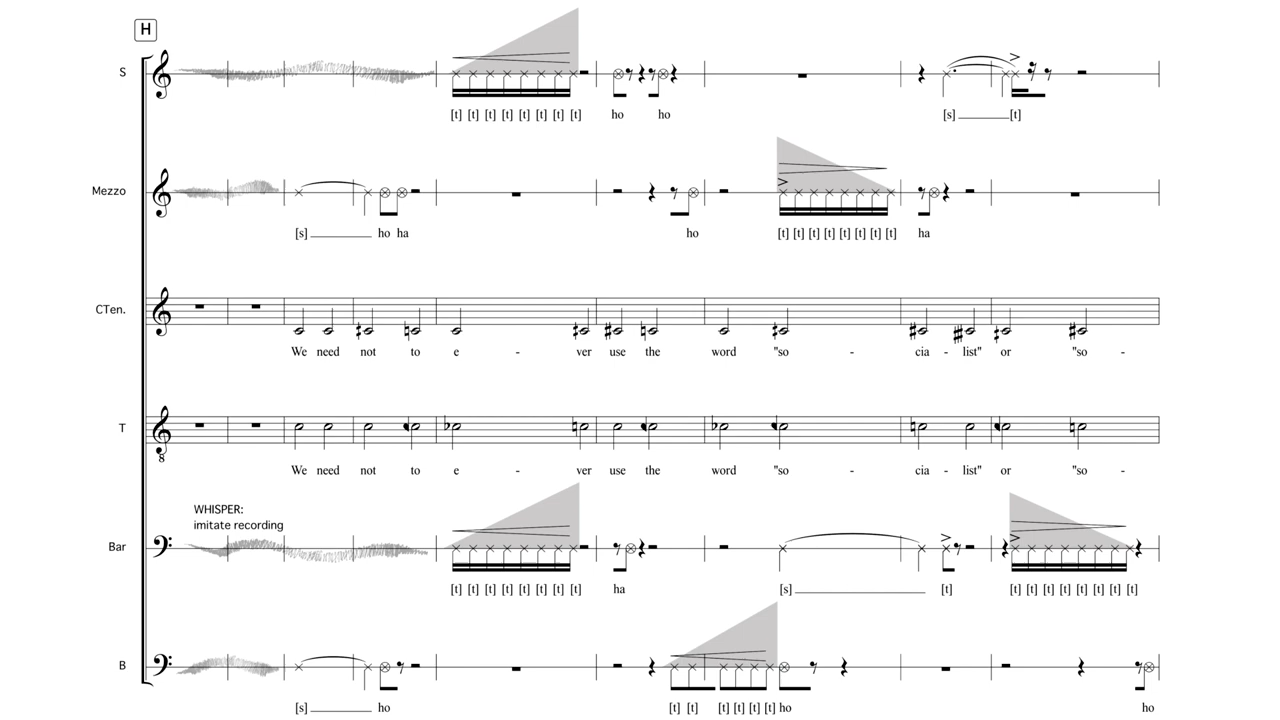 H
S
[t] [t] [t] [t] [t] [t] [t] [t] ho ho [s] [t]
Mezzo
[s] ho ha ho [t] [t] [t] [t] [t] [t] [t] [t] ha
CTen.
We need not to e - ver use the word "so - cia - list" or "so -
T
8
We need not to e - ver use the word "so - cia - list" or "so -
WHISPER:
imitate recording
Bar
[t] [t] [t] [t] [t] [t] [t] [t] ha [s] [t] [t] [t] [t] [t] [t] [t] [t] [t]
B
[s] ho [t] [t] [t] [t] [t] [t] ho ho